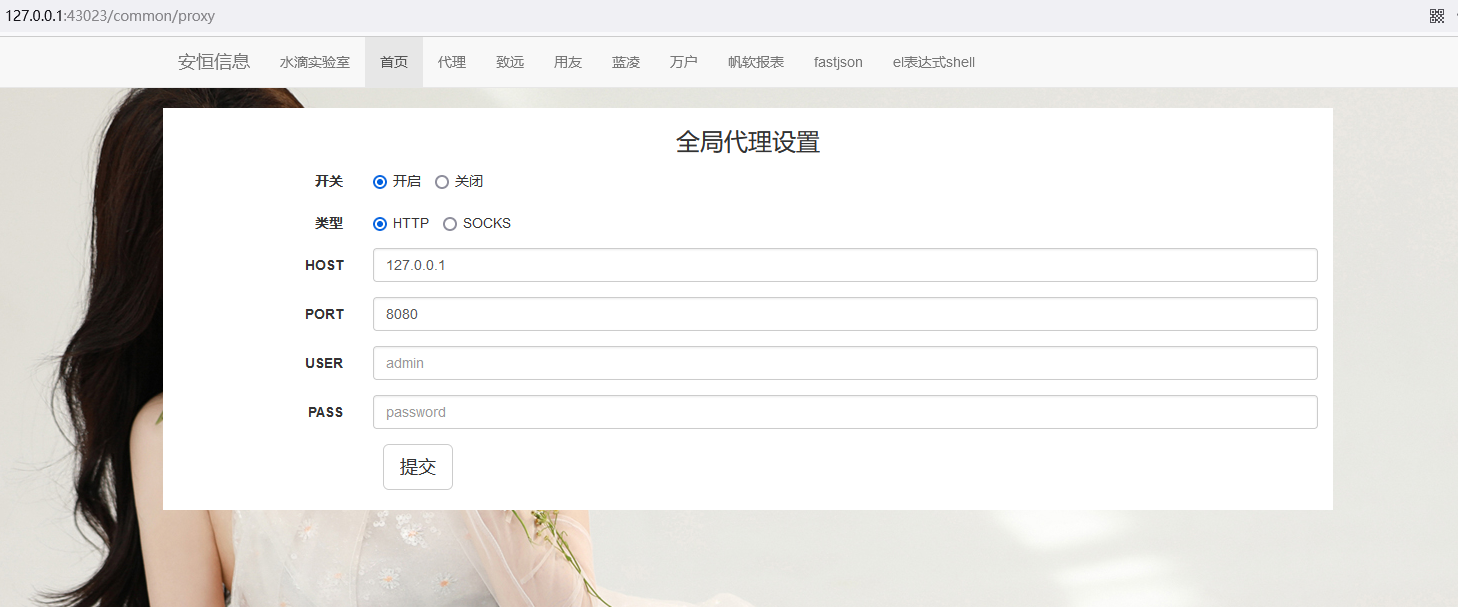 127.0.0.1:43023/common/proxy
安恒信息 水滴实验室 首页 代理 致远 用友 蓝凌 万户 帆软报表 fastjson el表达式shell
全局代理设置
开关 开启 关闭
类型 HTTP SOCKS
HOST 127.0.0.1
PORT 8080
USER admin
PASS password
提交